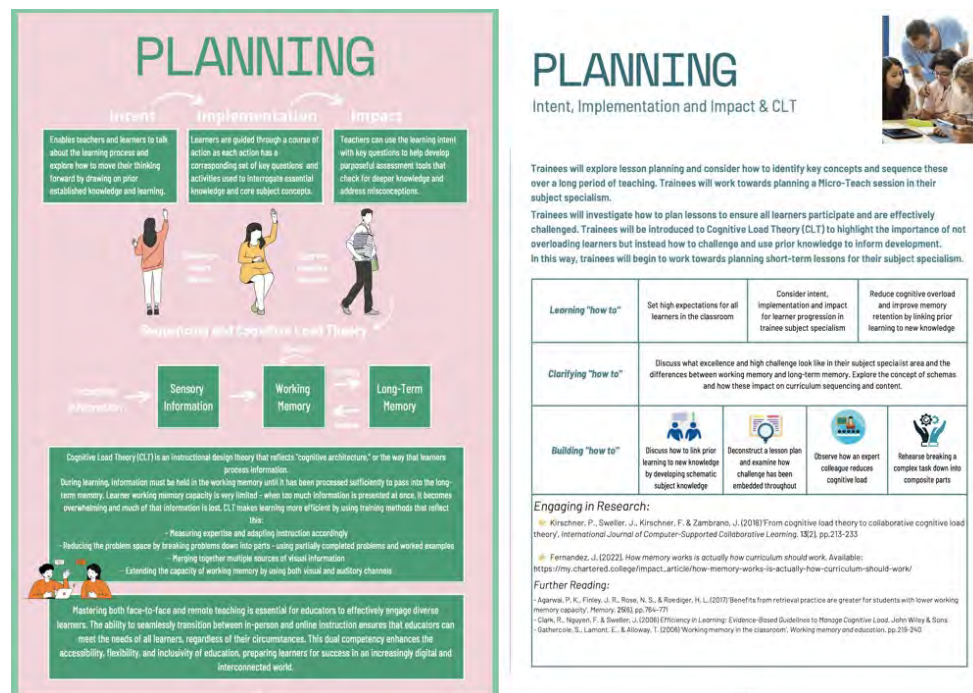 PLANNING
Intent
Implementation
Impact
Enables teachers and learners to talk
about the learning process and
explore how to move their thinking
forward by drawing on prior
established knowledge and learning.
Learners are guided through a course of
action as each action has a
corresponding set of key questions and
activities used to interrogate essential
knowledge and core subject concepts.
Teachers can use the learning intent
with key questions to help develop
purposeful assessment tools that
check for deeper knowledge and
address misconceptions.
Sequencing and Cognitive Load Theory
Sensory
Information
Working
Memory
Long-Term
Memory
Cognitive Load Theory (CLT) is an instructional design theory that reflects "cognitive architecture," or the way that learners
process information.
During learning, information must be held in the working memory until it has been processed sufficiently to pass into the long-
term memory. Learner working memory capacity is very limited - when too much information is presented at once, it becomes
overwhelming and much of that information is lost. CLT makes learning more efficient by using training methods that reflect
this:
- Measuring expertise and adapting instruction accordingly
- Reducing the problem space by breaking problems down into parts - using partially completed problems and worked examples
- Merging together multiple sources of visual information
- Extending the capacity of working memory by using both visual and auditory channels
Mastering both face-to-face and remote teaching is essential for educators to effectively engage diverse
learners. The ability to seamlessly transition between in-person and online instruction ensures that educators can
meet the needs of all learners, regardless of their circumstances. This dual competency enhances the
accessibility, flexibility, and inclusivity of education, preparing learners for success in an increasingly digital and
interconnected world.
PLANNING
Intent, Implementation and Impact & CLT
Trainees will explore lesson planning and consider how to identify key concepts and sequence these
over a long period of teaching. Trainees will work towards planning a Micro-Teach session in their
subject specialism.
Trainees will investigate how to plan lessons to ensure all learners participate and are effectively
challenged. Trainees will be introduced to Cognitive Load Theory (CLT) to highlight the importance of not
overloading learners but instead how to challenge and use prior knowledge to inform development.
In this way, trainees will begin to work towards planning short-term lessons for their subject specialism.
Learning "how to"
Set high expectations for all
learners in the classroom
Consider intent,
implementation and impact
for learner progression in
trainee subject specialism
Reduce cognitive overload
and improve memory
retention by linking prior
learning to new knowledge
Clarifying "how to"
Discuss what excellence and high challenge look like in their subject specialist area and the
differences between working memory and long-term memory. Explore the concept of schemas
and how these impact on curriculum sequencing and content.
Building "how to"
Discuss how to link prior
learning to new knowledge
by developing schematic
subject knowledge
Deconstruct a lesson plan
and examine how
challenge has been
embedded throughout
Observe how an expert
colleague reduces
cognitive load
Rehearse breaking a
complex task down into
composite parts
Engaging in Research:
Kirschner, P., Sweller, J., Kirschner, F. & Zambrano, J. (2018) 'From cognitive load theory to collaborative cognitive load
theory'. International Journal of Computer-Supported Collaborative Learning. 13(2), pp.213-233
Fernandez, J. (2022). How memory works is actually how curriculum should work. Available:
https://my.chartered.college/impact_article/how-memory-works-is-actually-how-curriculum-should-work/
Further Reading:
- Agarwal, P. K., Finley, J. R., Rose, N. S., & Roediger, H. L. (2017) 'Benefits from retrieval practice are greater for students with lower working
memory capacity'. Memory. 25(6), pp.764-771
- Clark, R., Nguyen, F. & Sweller, J. (2006) Efficiency in Learning: Evidence-Based Guidelines to Manage Cognitive Load. John Wiley & Sons
- Gathercole, S., Lamont, E., & Alloway, T. (2006) 'Working memory in the classroom'. Working memory and education. pp.219-240